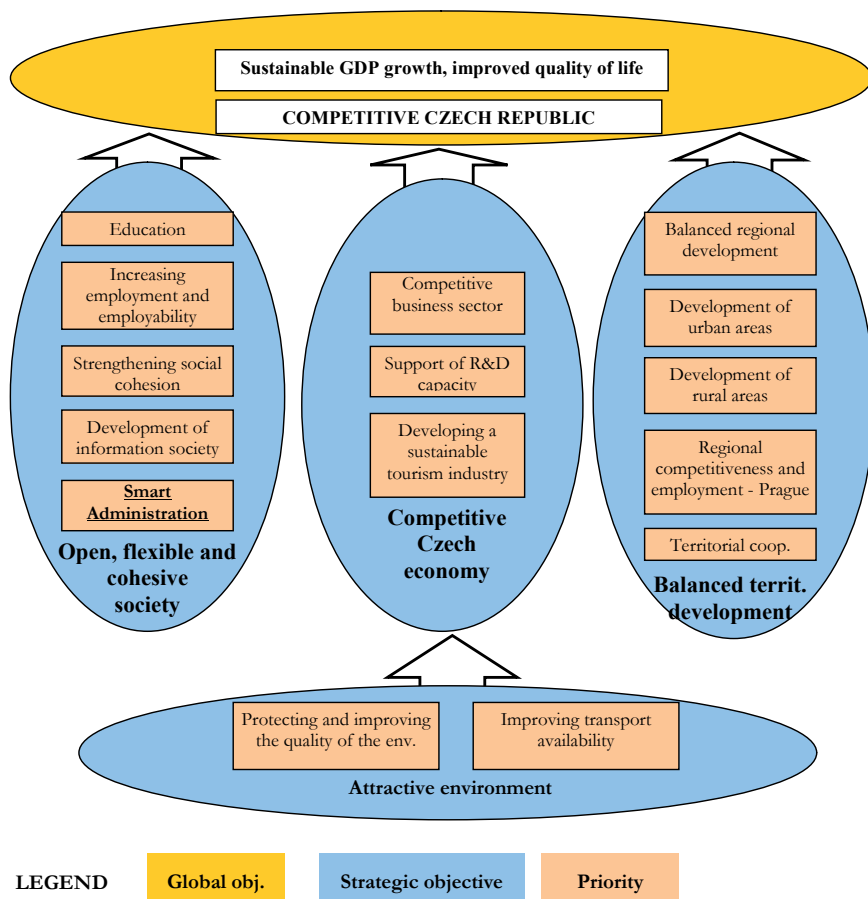 Sustainable GDP growth, improved quality of life
COMPETITIVE CZECH REPUBLIC
Education
Increasing
employment and
employability
Strengthening social
cohesion
Development of
information society
Smart
Administration
Open, flexible and
cohesive
society
Competitive
business sector
Support of R&D
capacity
Developing a
sustainable
tourism industry
Competitive
Czech
economy
Balanced regional
development
Development of
urban areas
Development of
rural areas
Regional
competitiveness and
employment - Prague
Territorial coop.
Balanced territ.
development
Protecting and improving
the quality of the env.
Improving transport
availability
Attractive environment
LEGEND
Global obj.
Strategic objective
Priority